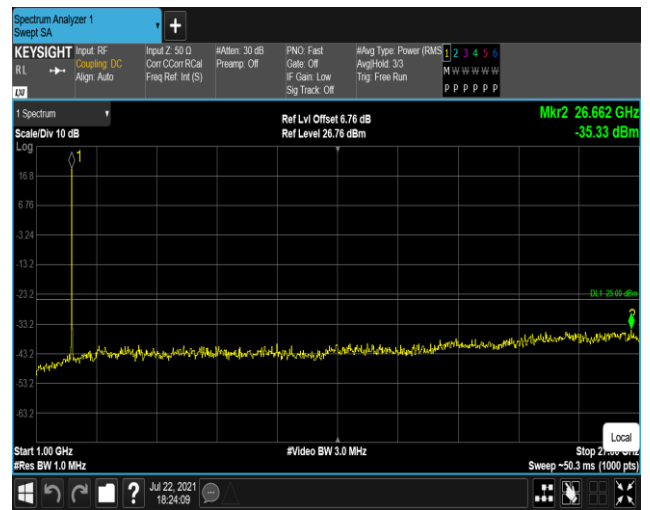 Spectrum Analyzer 1
Swept SA
+
KEYSIGHT
RL
LXI
Input: RF
Coupling: DC
Align: Auto
Input Z: 50 Ω
Corr CCorr RCal
Freq Ref: Int (S)
#Atten: 30 dB
Preamp: Off
PNO: Fast
Gate: Off
IF Gain: Low
Sig Track: Off
#Avg Type: Power (RMS
Avg|Hold: 3/3
Trig: Free Run
1 2 3 4 5 6
M W W W W W
P P P P P P
1 Spectrum
Scale/Div 10 dB
Log
Ref Lvl Offset 6.76 dB
Ref Level 26.76 dBm
Mkr2 26.662 GHz
-35.33 dBm
1
16.8
6.76
-3.24
-13.2
-23.2
DL1 -25.00 dBm
-33.2
2
-43.2
-53.2
-63.2
Local
Start 1.00 GHz
#Video BW 3.0 MHz
Stop
#Res BW 1.0 MHz
Sweep ~50.3 ms (1000 pts)
?
Jul 22, 2021
18:24:09